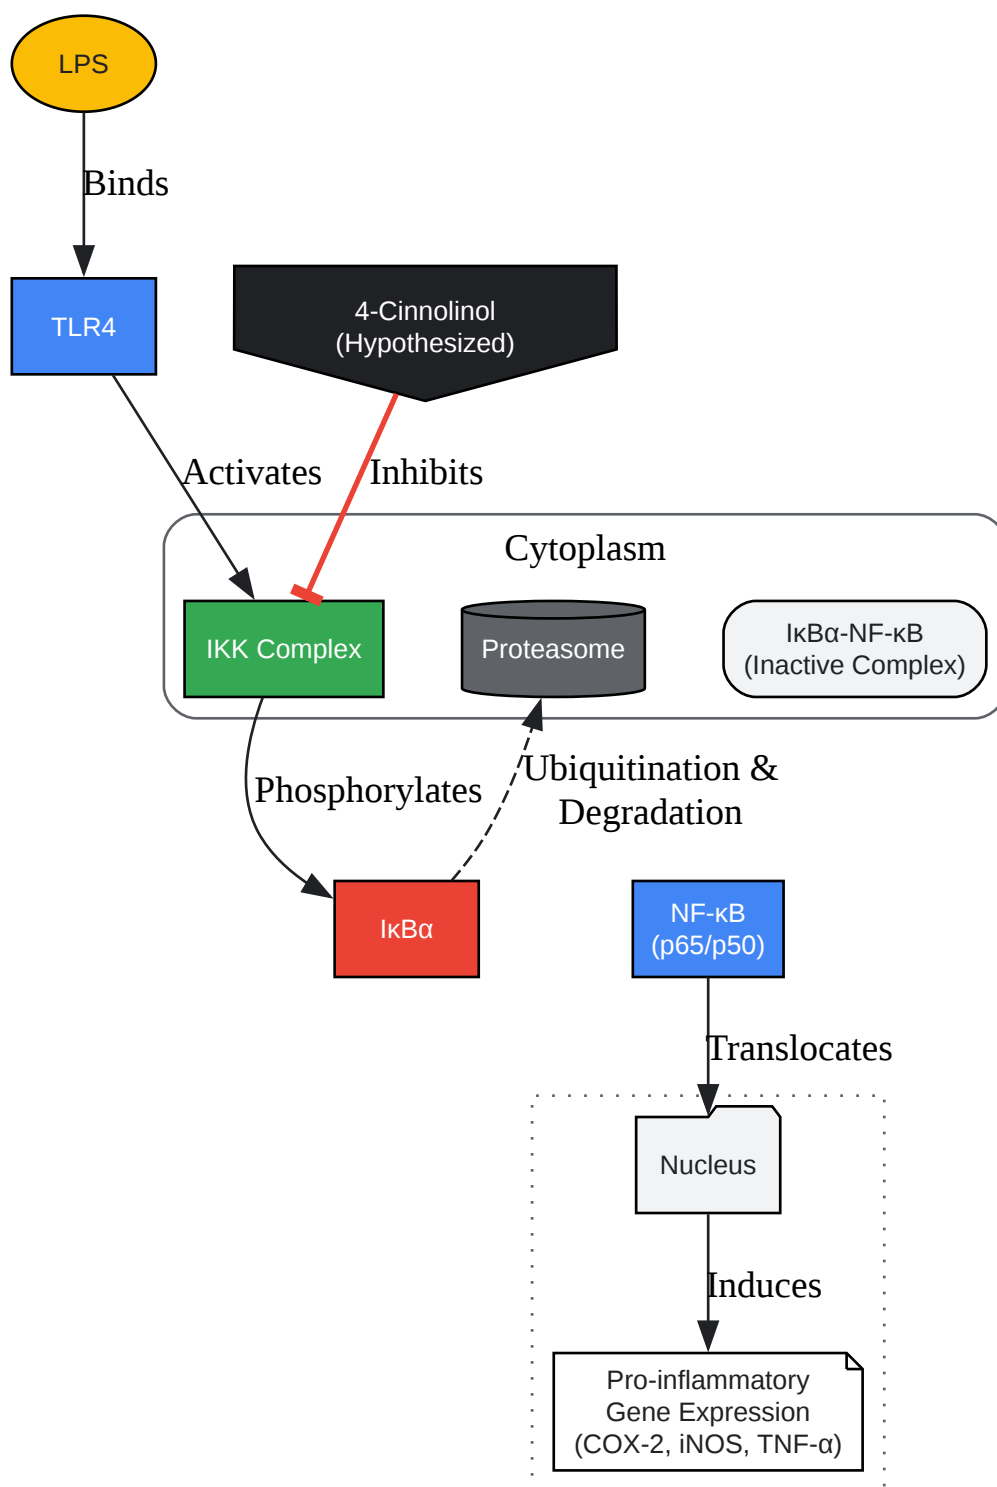 LPS
Binds
TLR4
4-Cinnolinol
(Hypothesized)
Activates
Inhibits
Cytoplasm
IKK Complex
Proteasome
IκBα-NF-κB
(Inactive Complex)
Phosphorylates
Ubiquitination &
Degradation
IκBα
NF-κB
(p65/p50)
Translocates
Nucleus
Induces
Pro-inflammatory
Gene Expression
(COX-2, iNOS, TNF-α)